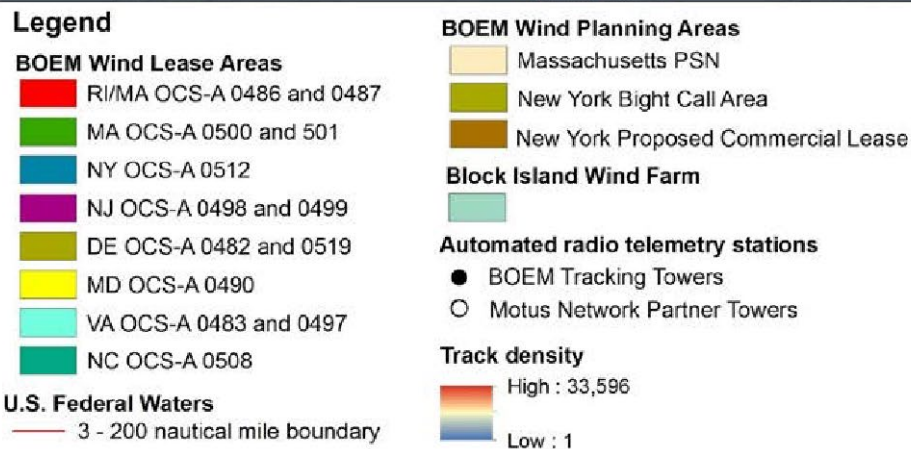 Legend
BOEM Wind Lease Areas
RI/MA OCS-A 0486 and 0487
MA OCS-A 0500 and 501
NY OCS-A 0512
NJ OCS-A 0498 and 0499
DE OCS-A 0482 and 0519
MD OCS-A 0490
VA OCS-A 0483 and 0497
NC OCS-A 0508
U.S. Federal Waters
3 - 200 nautical mile boundary
BOEM Wind Planning Areas
Massachusetts PSN
New York Bight Call Area
New York Proposed Commercial Lease
Block Island Wind Farm
Automated radio telemetry stations
BOEM Tracking Towers
Motus Network Partner Towers
Track density
High : 33,596
Low : 1